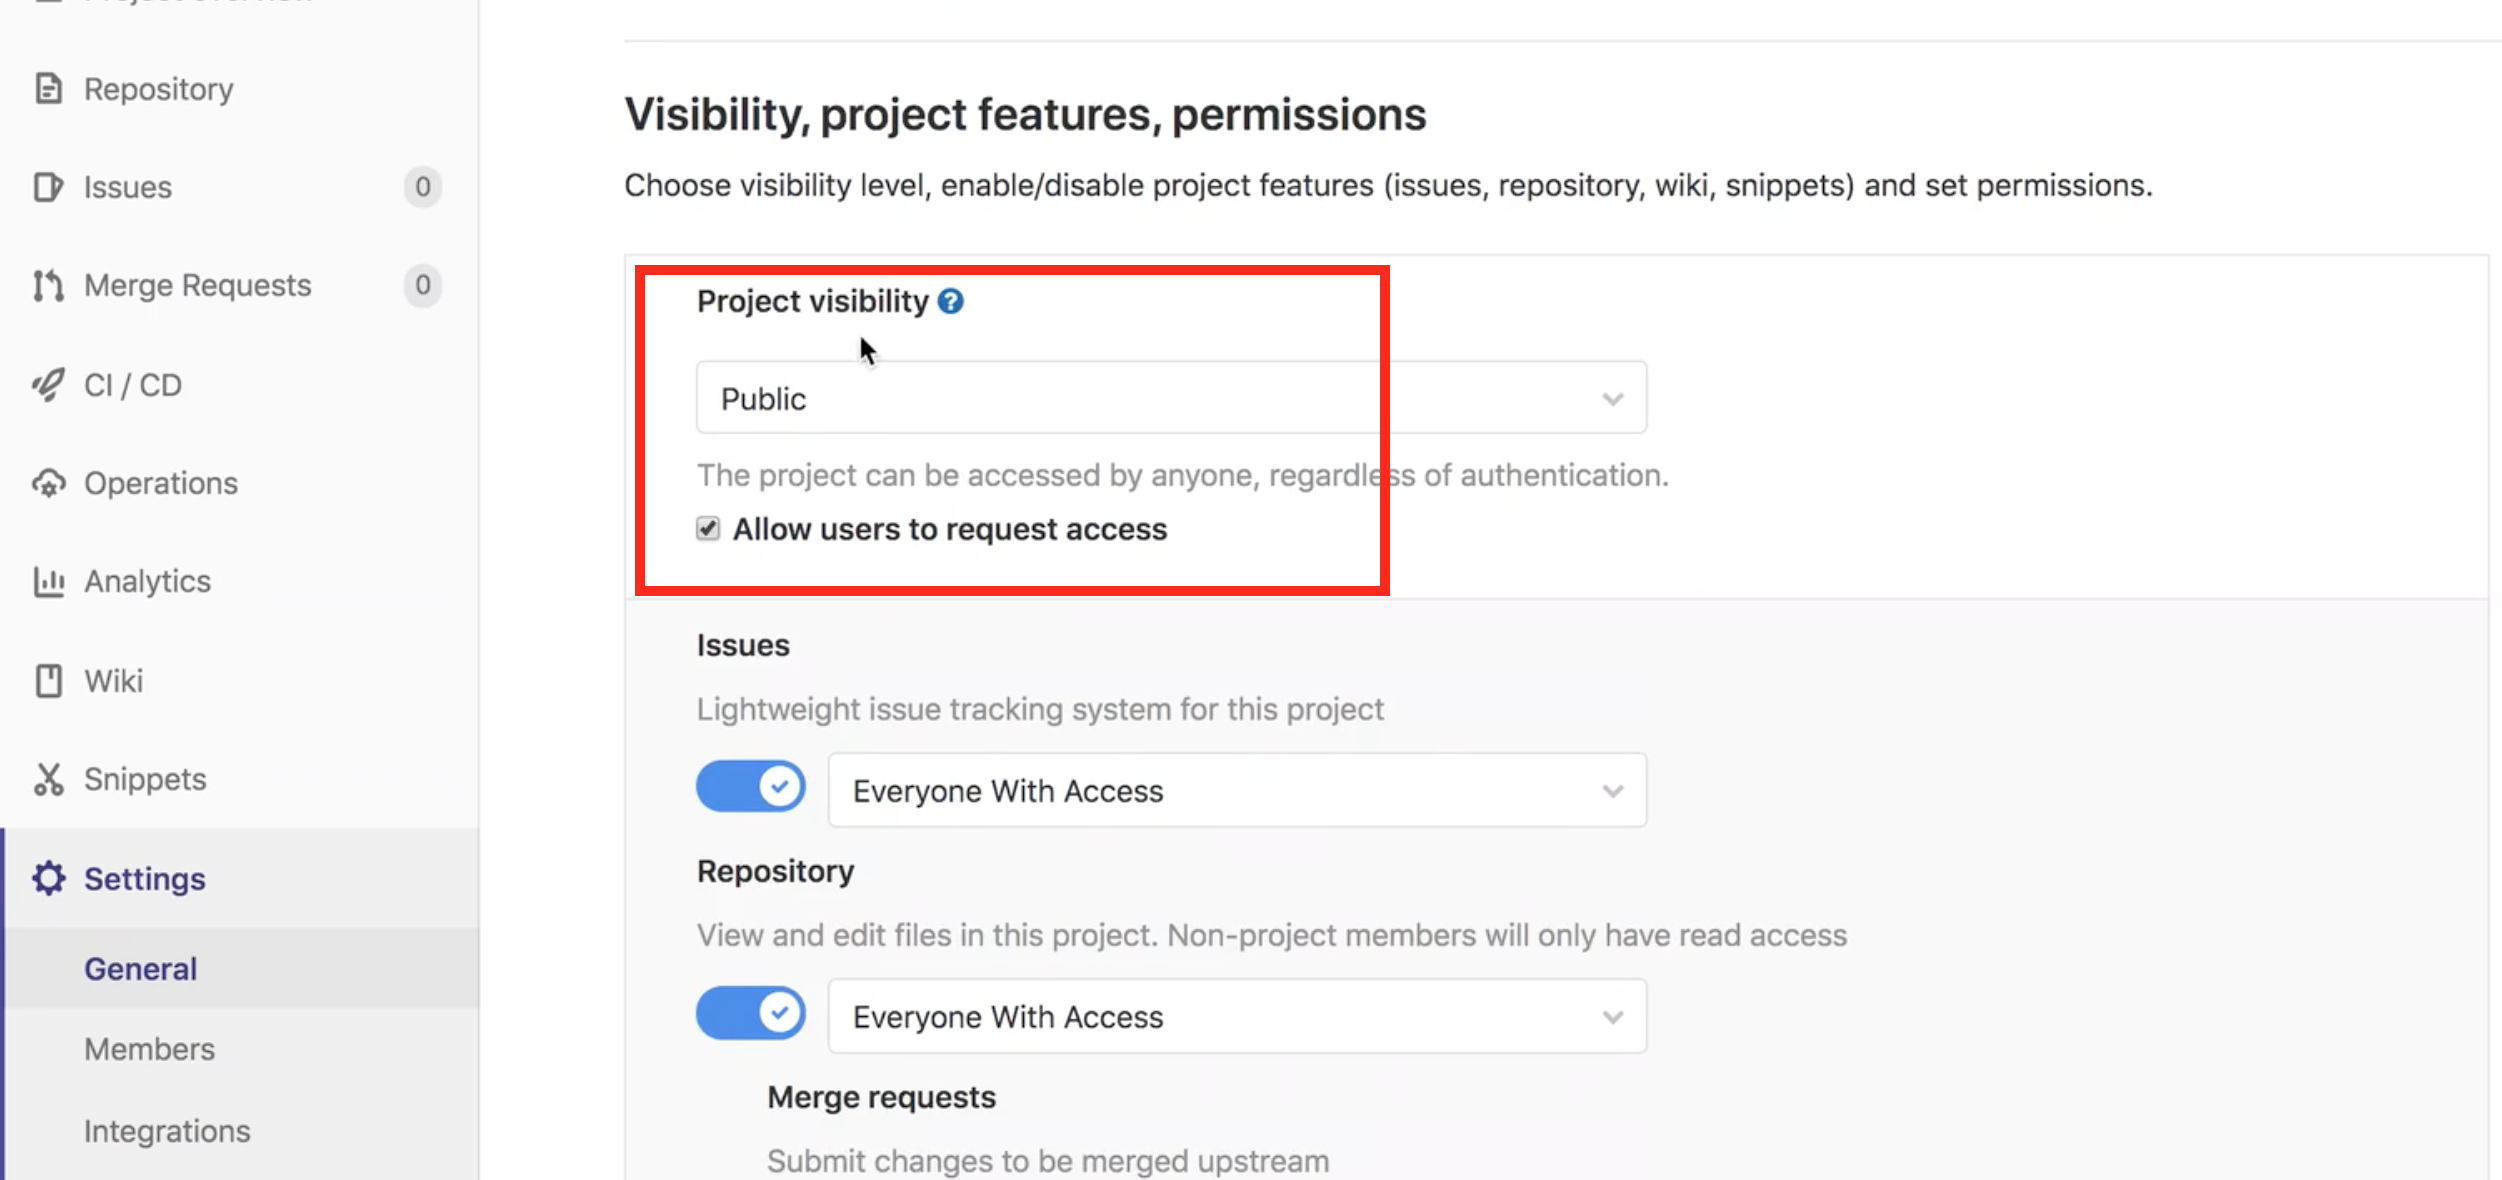 Repository
Issues 0
Merge Requests 0
CI / CD
Operations
Analytics
Wiki
Snippets
Settings
General
Members
Integrations
Visibility, project features, permissions
Choose visibility level, enable/disable project features (issues, repository, wiki, snippets) and set permissions.
Project visibility ?
Public
The project can be accessed by anyone, regardless of authentication.
Allow users to request access
Issues
Lightweight issue tracking system for this project
Everyone With Access
Repository
View and edit files in this project. Non-project members will only have read access
Everyone With Access
Merge requests
Submit changes to be merged upstream